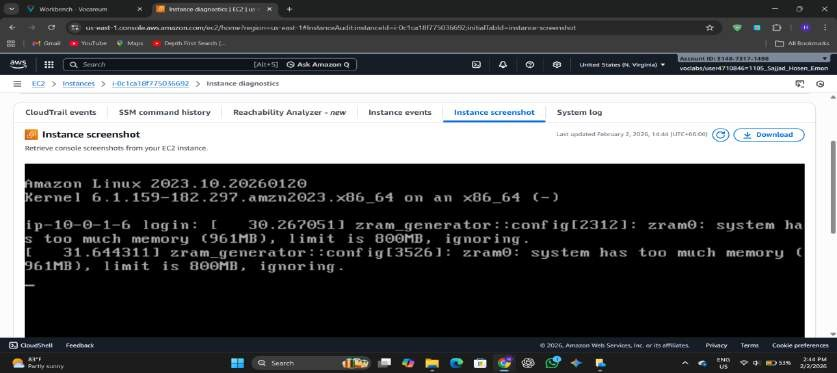 Workbench - Vocareum
Instance diagnostics | EC2 | us-e
us-east-1.console.aws.amazon.com/ec2/home?region=us-east-1#InstanceAudit:instanceId=i-0c1ca18f775036692;initialTabId=instance-screenshot
Gmail
YouTube
Maps
Depth First Search (...
All Bookmarks
aws
Search
[Alt+S]
Ask Amazon Q
United States (N. Virginia)
Account ID: 5148-7317-1498
voclabs/user4710846=1105_Sajjad_Hosen_Emon
EC2 > Instances > i-0c1ca18f775036692 > Instance diagnostics
CloudTrail events
SSM command history
Reachability Analyzer - new
Instance events
Instance screenshot
System log
Instance screenshot
Last updated February 2, 2026, 14:44 (UTC+06:00)
Download
Retrieve console screenshots from your EC2 instance.
Amazon Linux 2023.10.20260120
Kernel 6.1.159-182.297.amzn2023.x86_64 on an x86_64 (-)
ip-10-0-1-6 login: [   30.267051] zram_generator::config[2312]: zram0: system ha
s too much memory (961MB), limit is 800MB, ignoring.
[   31.644311] zram_generator::config[3526]: zram0: system has too much memory (
961MB), limit is 800MB, ignoring.
CloudShell
Feedback
© 2026, Amazon Web Services, Inc. or its affiliates.
Privacy
Terms
Cookie preferences
83°F
Partly sunny
Search
ENG
US
53%
2:44 PM
2/2/2026